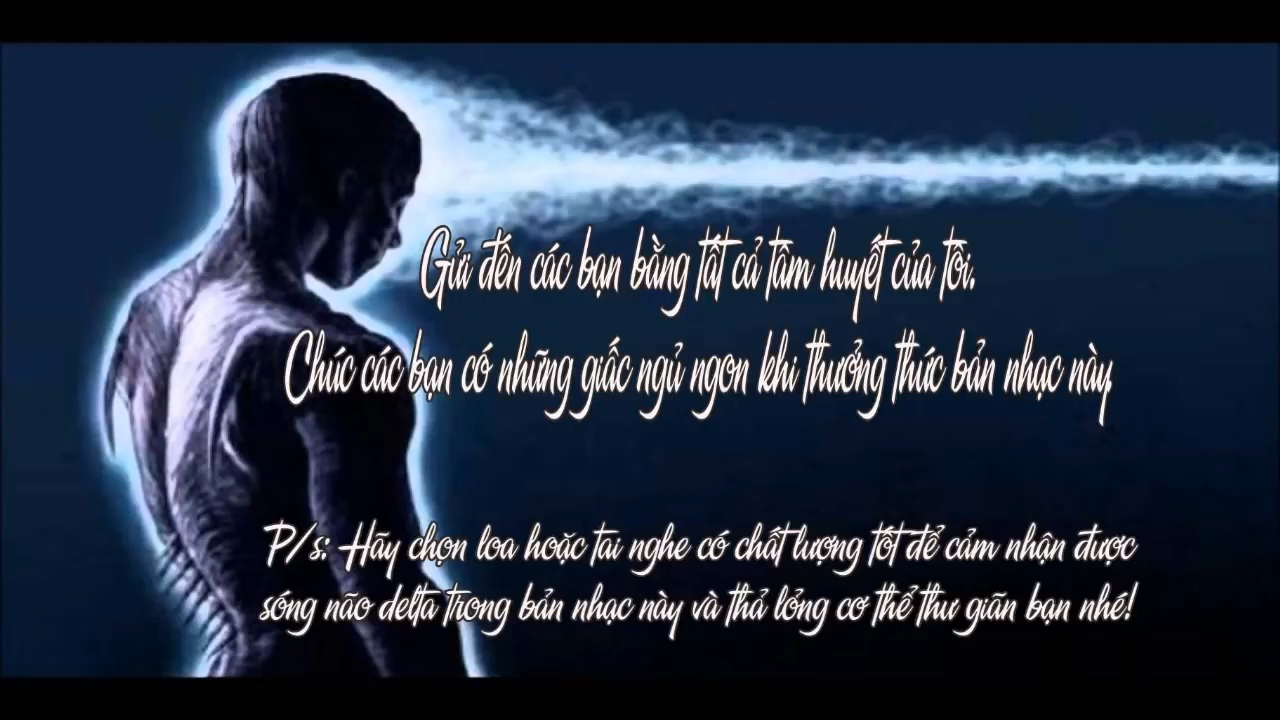 Gửi đến các bạn bằng tất cả tâm huyết của tôi.
Chúc các bạn có những giấc ngủ ngon khi thưởng thức bản nhạc này.
P/s: Hãy chọn loa hoặc tai nghe có chất lượng tốt để cảm nhận được
sóng não delta trong bản nhạc này và thả lỏng cơ thể thư giãn bạn nhé!